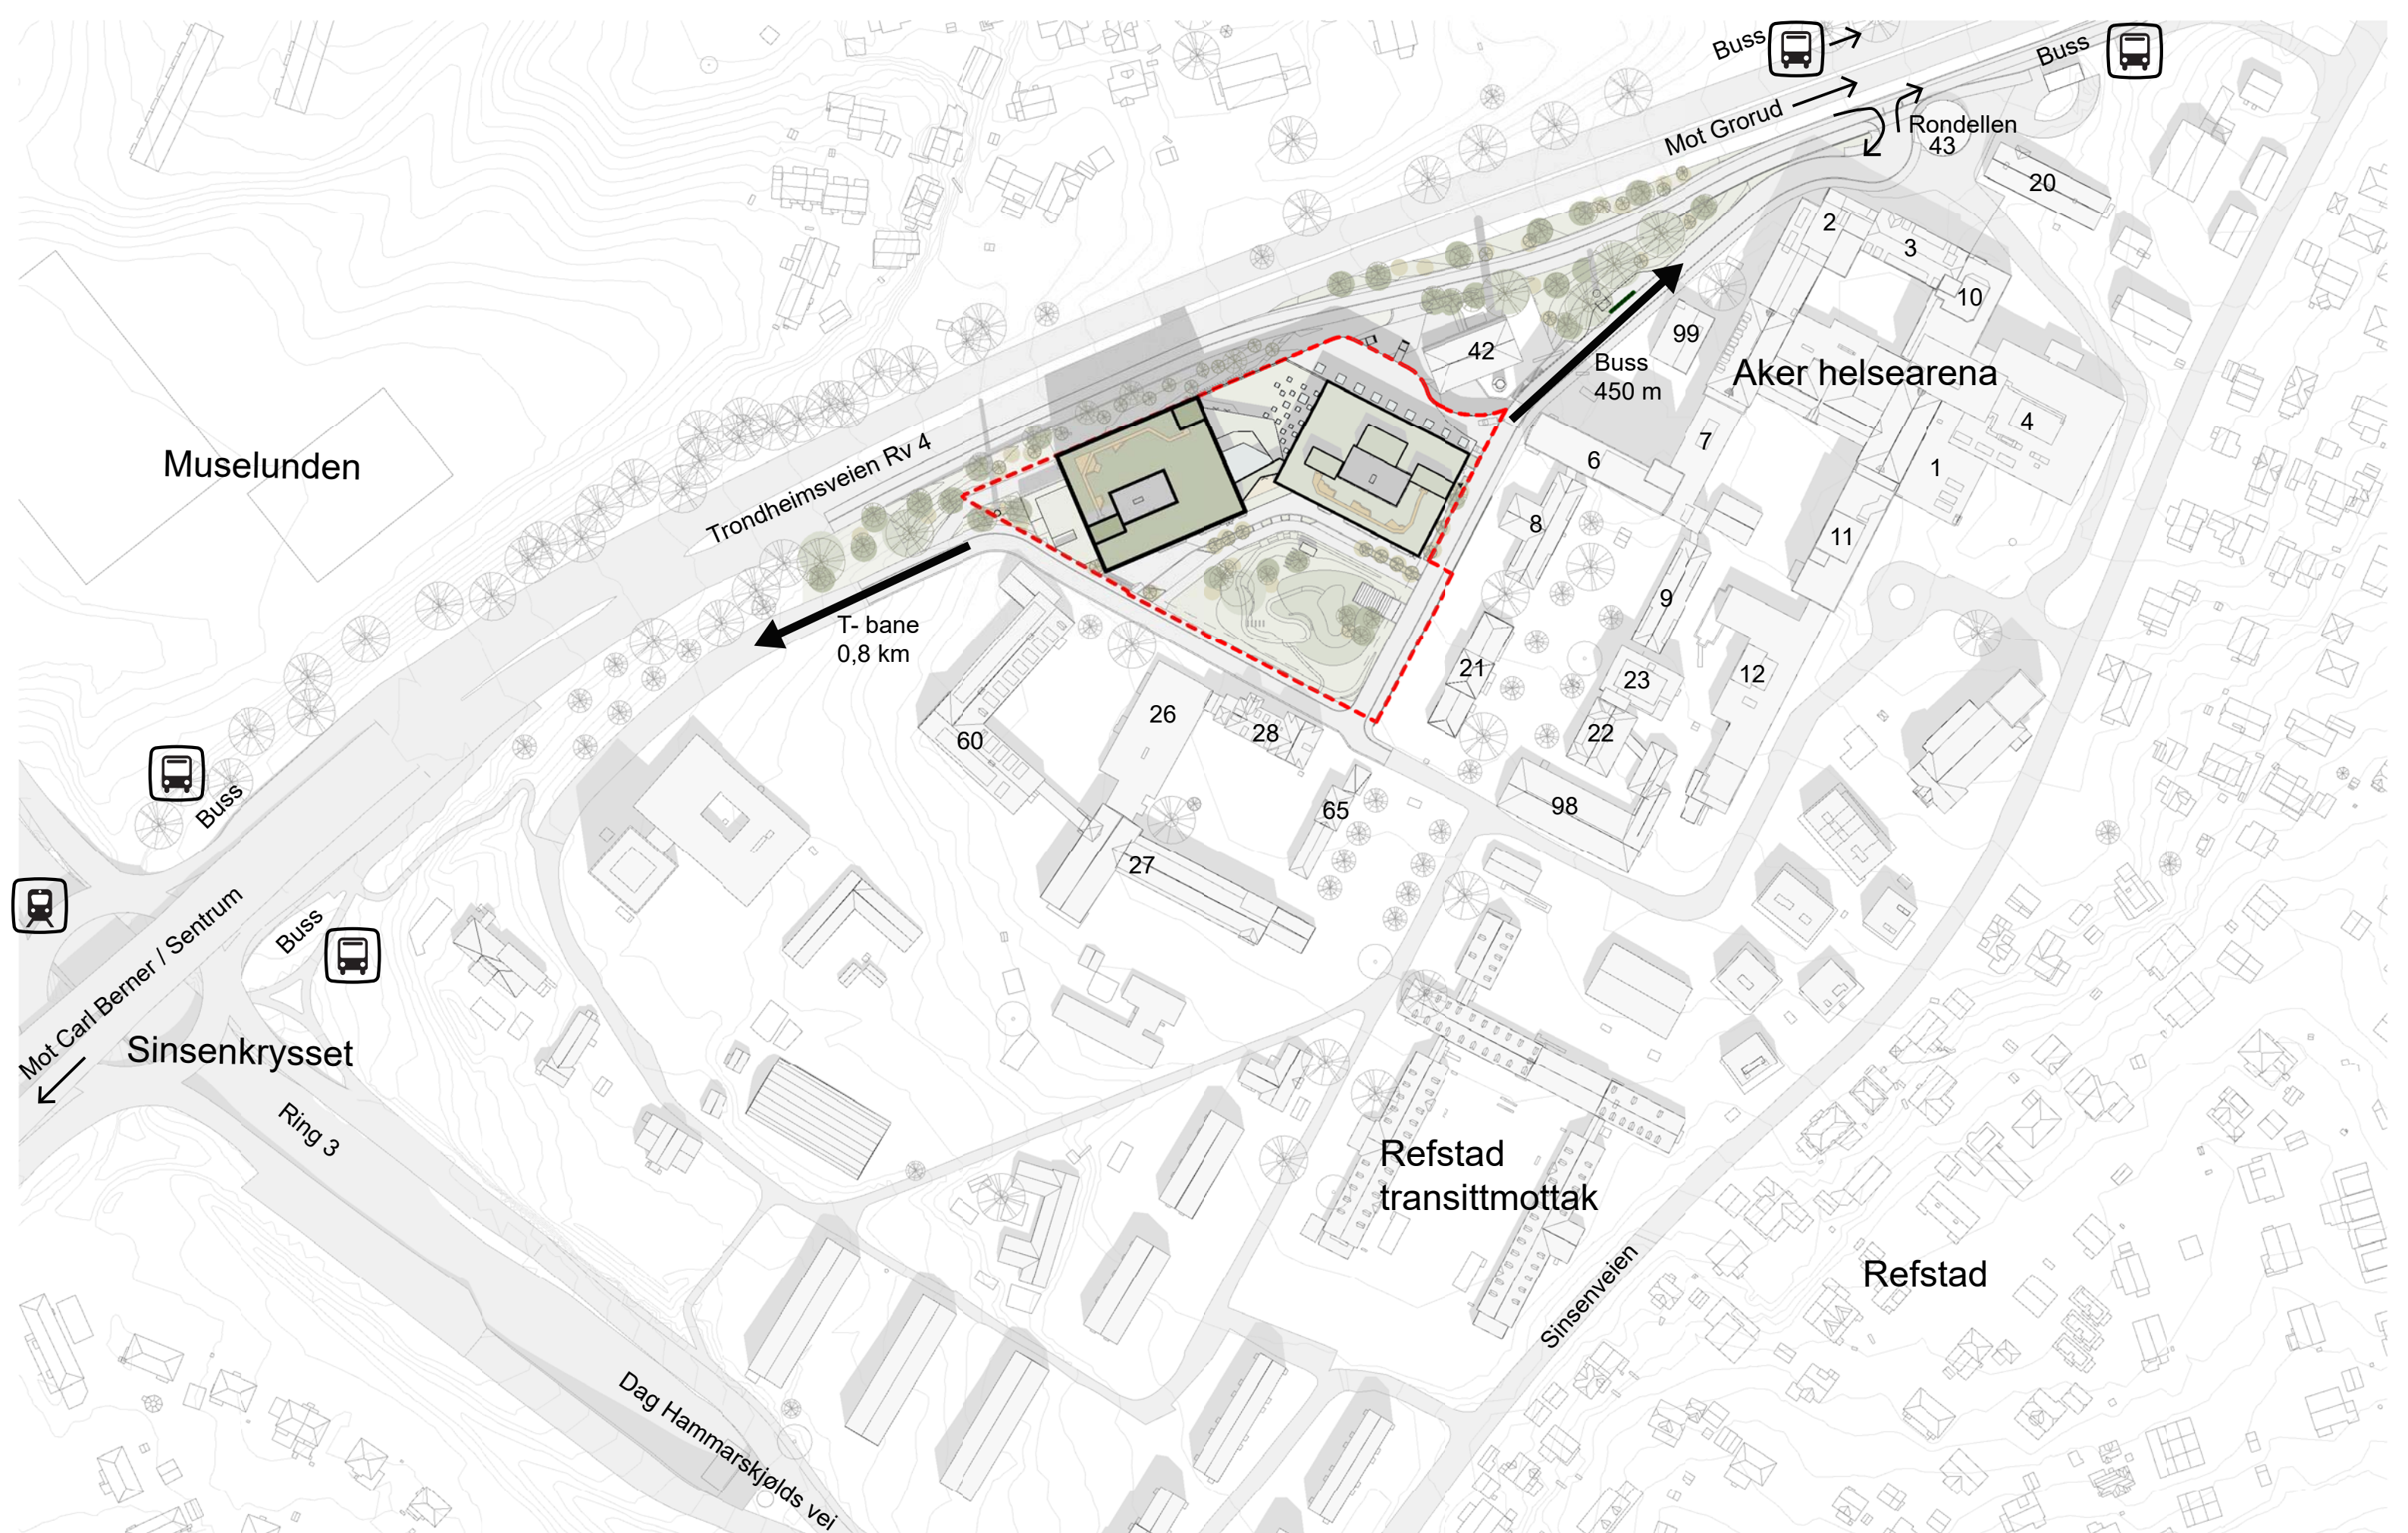 Buss
Buss
Mot Grorud
Rondellen
43
20
2
3
10
99
42
Aker helsearena
Buss
450 m
4
7
6
1
Muselunden
Trondheimsveien Rv 4
8
11
9
T- bane
0,8 km
21
23
12
26
28
22
60
98
65
27
Buss
Buss
Mot Carl Berner / Sentrum
Sinsenkrysset
Ring 3
Refstad
transittmottak
Refstad
Sinsenveien
Dag Hammarskjølds vei